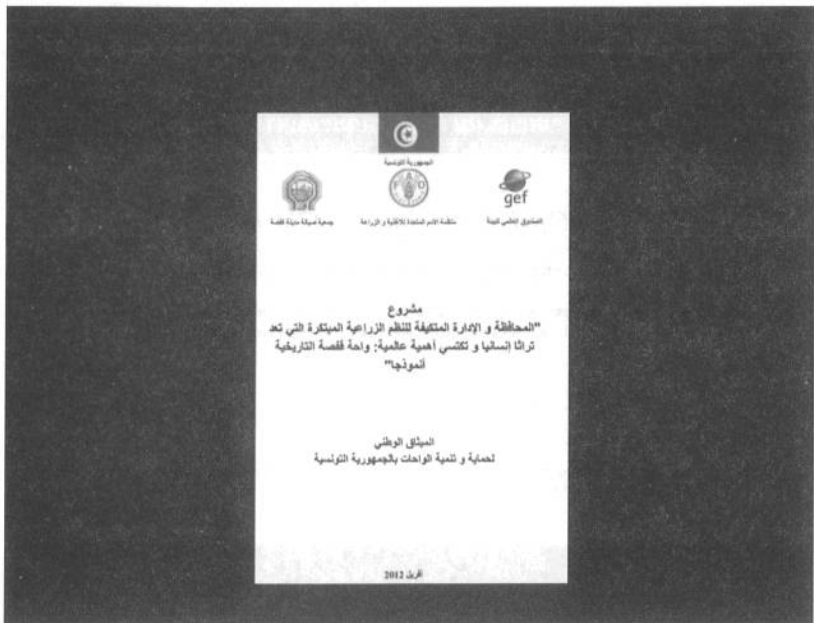 الجمهورية التونسية
F A O
gef
جمعية صيانة مدينة قفصة
منظمة الأمم المتحدة للأغذية و الزراعة
الصندوق العالمي للبيئة
مشروع
"المحافظة و الإدارة المتكيفة للنظم الزراعية المبتكرة التي تعد
تراثا إنسانيا و تكتسي أهمية عالمية: واحة قفصة التاريخية
أنموذجا"
الميثاق الوطني
لحماية و تنمية الواحات بالجمهورية التونسية
أفريل 2012